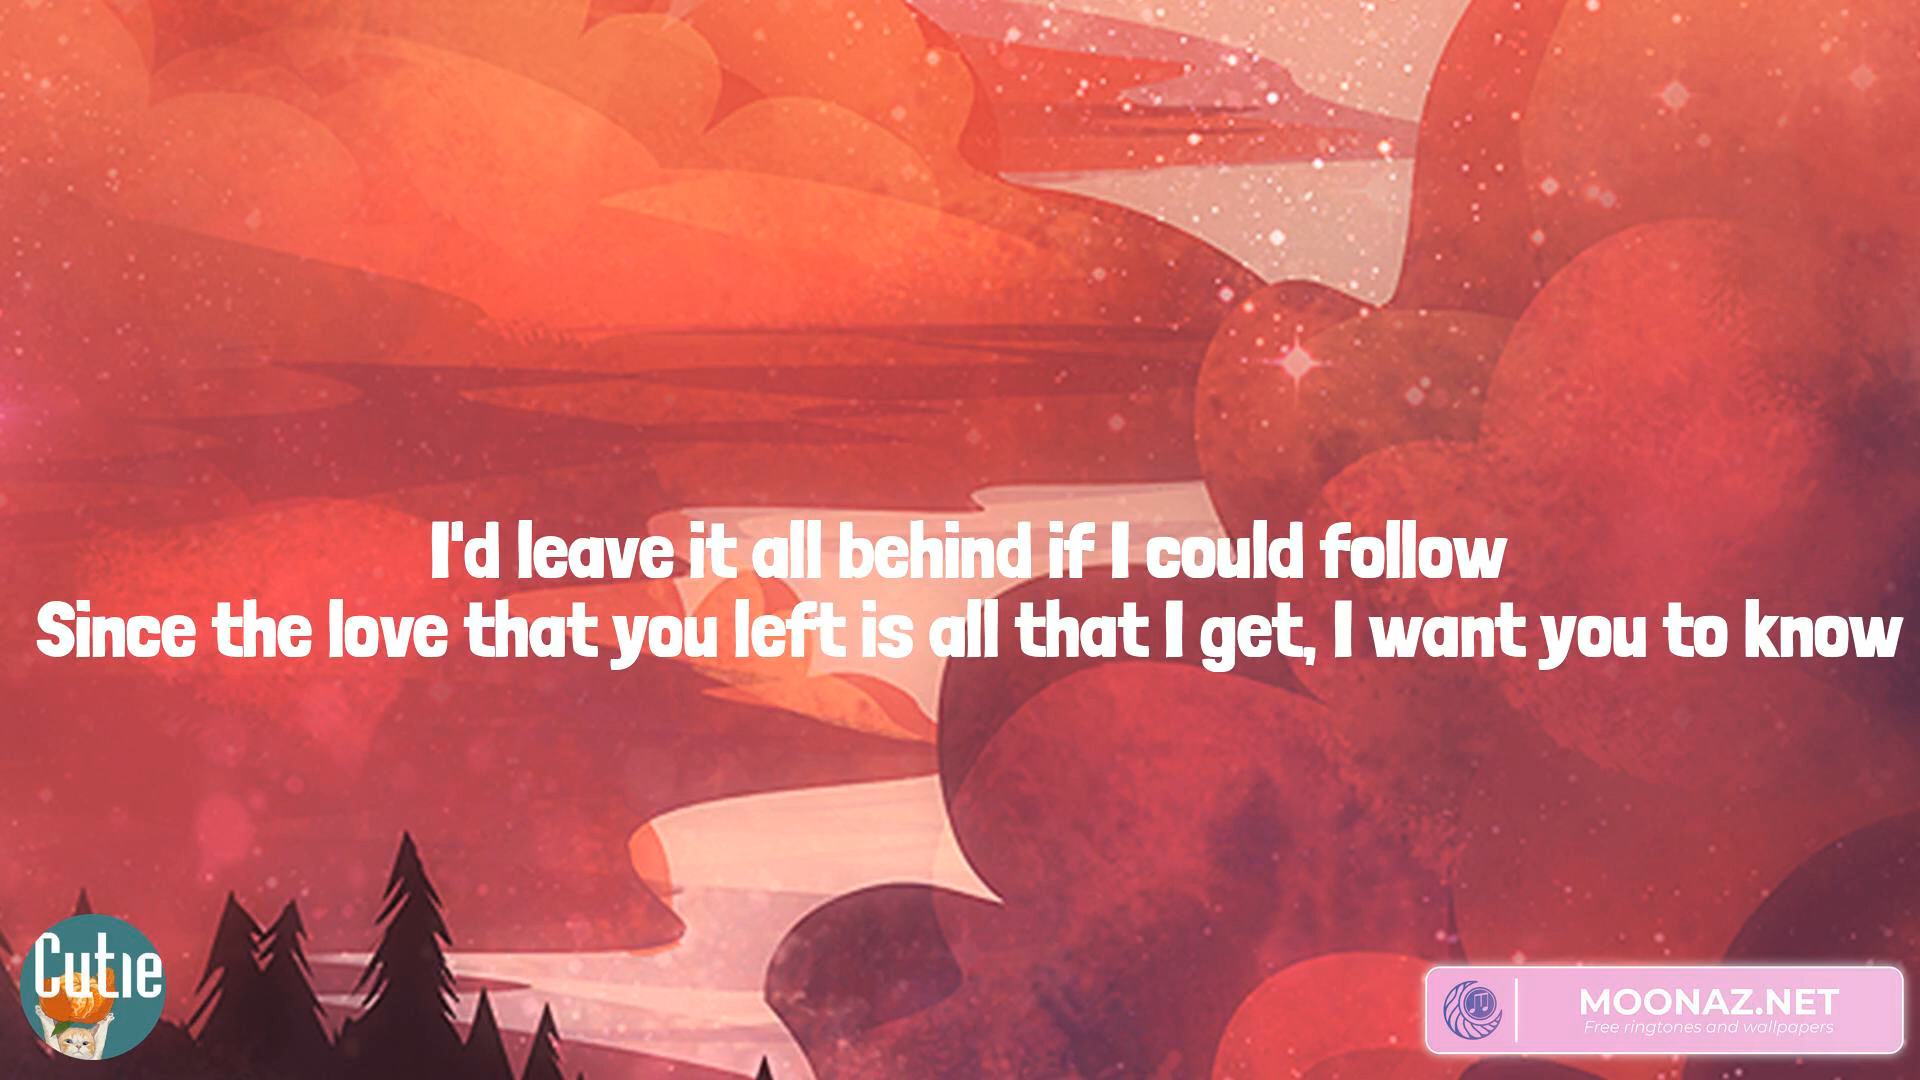 I'd leave it all behind if I could follow
Since the love that you left is all that I get, I want you to know
Cutie
MOONAZ.NET
Free ringtones and wallpapers